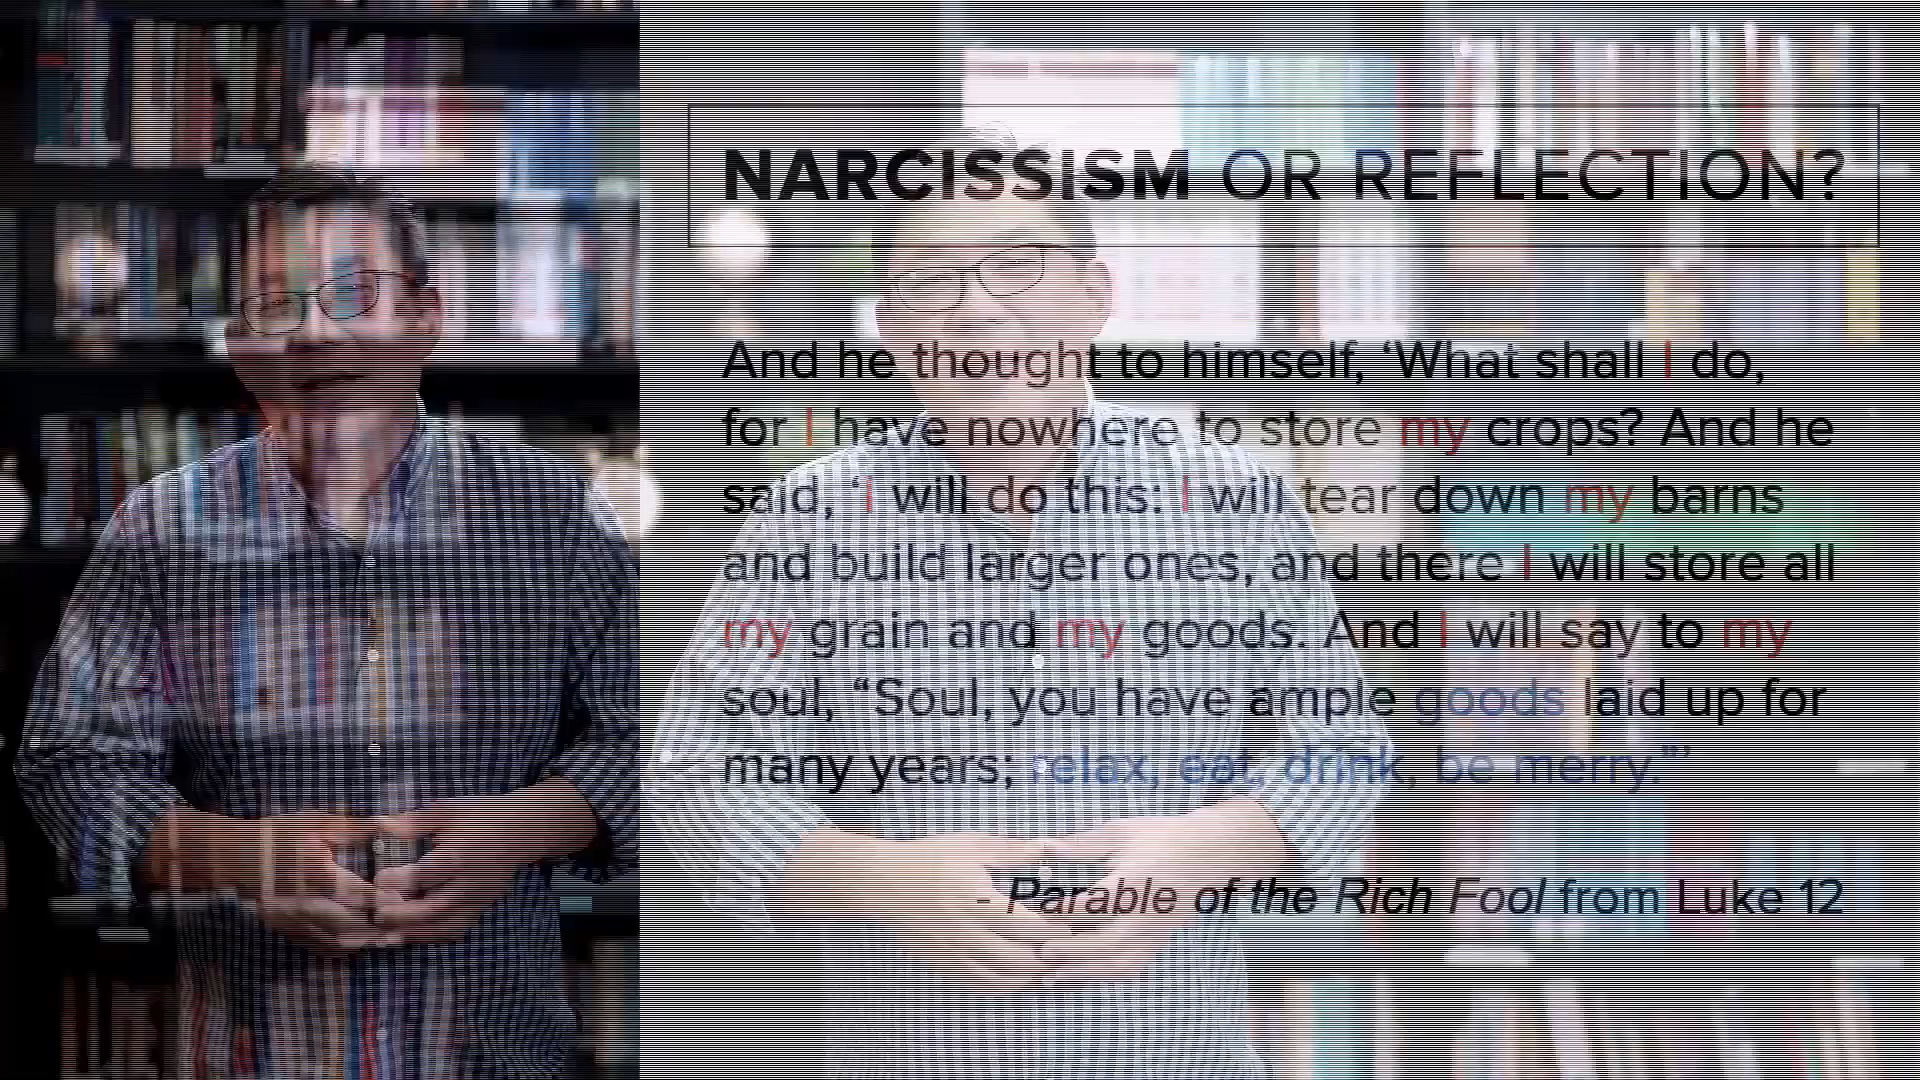 NARCISSISM OR REFLECTION?
And he thought to himself, ‘What shall I do,
for I have nowhere to store my crops? And he
said, ‘I will do this: I will tear down my barns
and build larger ones, and there I will store all
my grain and my goods. And I will say to my
soul, “Soul, you have ample goods laid up for
many years; relax, eat, drink, be merry.”’
- Parable of the Rich Fool from Luke 12